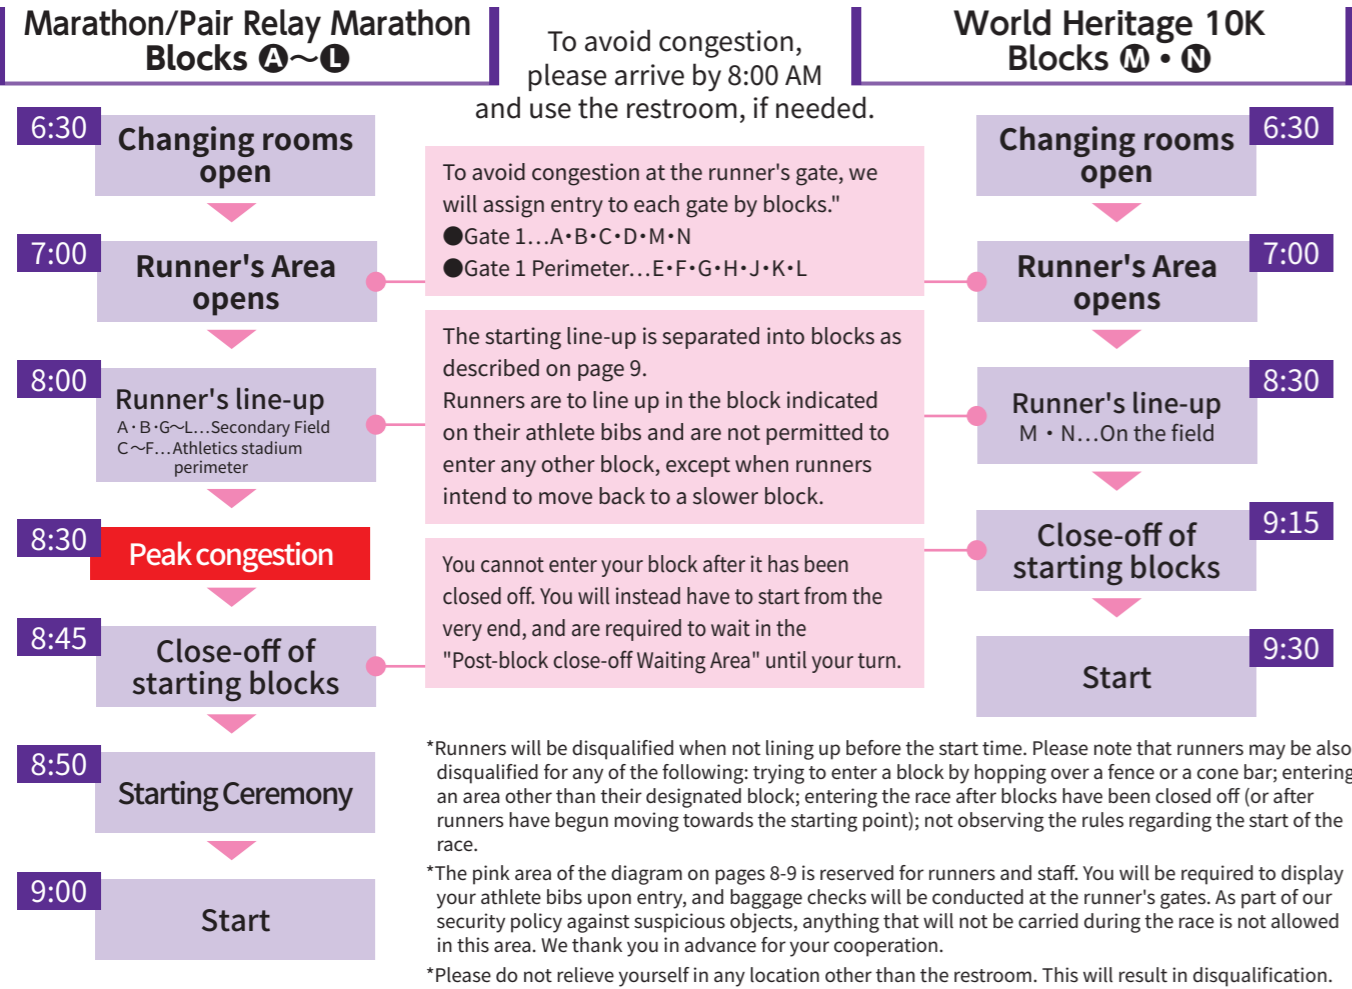 Marathon/Pair Relay Marathon
Blocks A～L
To avoid congestion,
please arrive by 8:00 AM
and use the restroom, if needed.
World Heritage 10K
Blocks M・N
6:30
Changing rooms
open
7:00
Runner's Area
opens
8:00
Runner's line-up
A・B・G～L…Secondary Field
C～F…Athletics stadium
perimeter
8:30
Peak congestion
8:45
Close-off of
starting blocks
8:50
Starting Ceremony
9:00
Start
To avoid congestion at the runner's gate, we
will assign entry to each gate by blocks."
●Gate 1…A・B・C・D・M・N
●Gate 1 Perimeter…E・F・G・H・J・K・L
The starting line-up is separated into blocks as
described on page 9.
Runners are to line up in the block indicated
on their athlete bibs and are not permitted to
enter any other block, except when runners
intend to move back to a slower block.
You cannot enter your block after it has been
closed off. You will instead have to start from the
very end, and are required to wait in the
"Post-block close-off Waiting Area" until your turn.
6:30
Changing rooms
open
7:00
Runner's Area
opens
8:30
Runner's line-up
M・N…On the field
9:15
Close-off of
starting blocks
9:30
Start
*Runners will be disqualified when not lining up before the start time. Please note that runners may be also
disqualified for any of the following: trying to enter a block by hopping over a fence or a cone bar; entering
an area other than their designated block; entering the race after blocks have been closed off (or after
runners have begun moving towards the starting point); not observing the rules regarding the start of the
race.
*The pink area of the diagram on pages 8-9 is reserved for runners and staff. You will be required to display
your athlete bibs upon entry, and baggage checks will be conducted at the runner's gates. As part of our
security policy against suspicious objects, anything that will not be carried during the race is not allowed
in this area. We thank you in advance for your cooperation.
*Please do not relieve yourself in any location other than the restroom. This will result in disqualification.